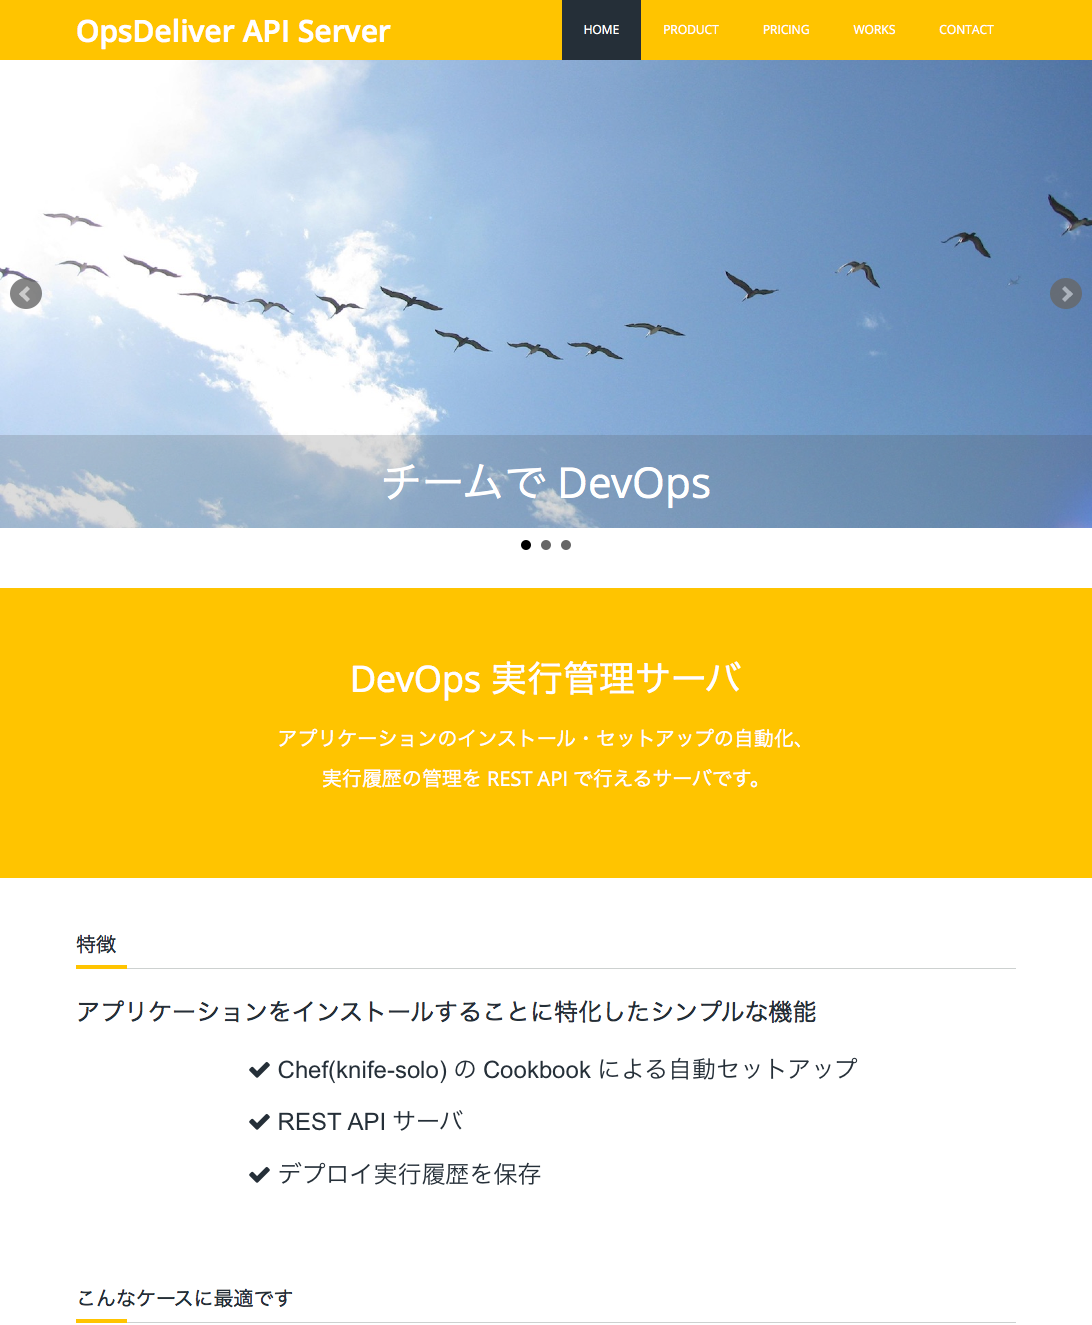 OpsDeliver API Server
HOME PRODUCT PRICING WORKS CONTACT
チームで DevOps
DevOps 実行管理サーバ
アプリケーションのインストール・セットアップの自動化、
実行履歴の管理を REST API で行えるサーバです。
特徴
アプリケーションをインストールすることに特化したシンプルな機能
Chef(knife-solo) の Cookbook による自動セットアップ
REST API サーバ
デプロイ実行履歴を保存
こんなケースに最適です